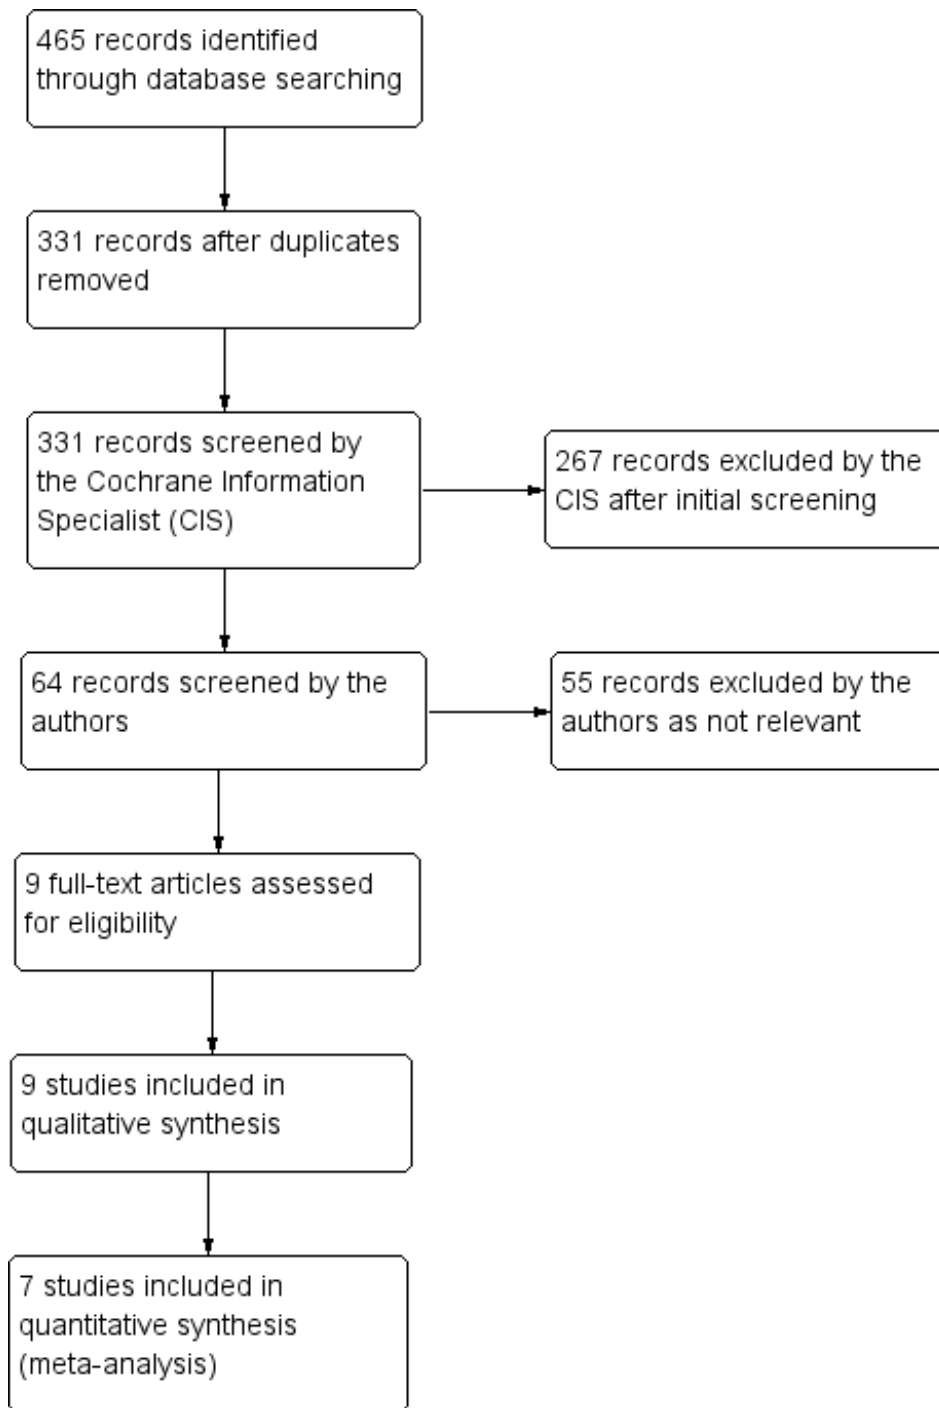 465 records identified
through database searching
331 records after duplicates
removed
331 records screened by
the Cochrane Information
Specialist (CIS)
267 records excluded by the
CIS after initial screening
64 records screened by the
authors
55 records excluded by the
authors as not relevant
9 full-text articles assessed
for eligibility
9 studies included in
qualitative synthesis
7 studies included in
quantitative synthesis
(meta-analysis)